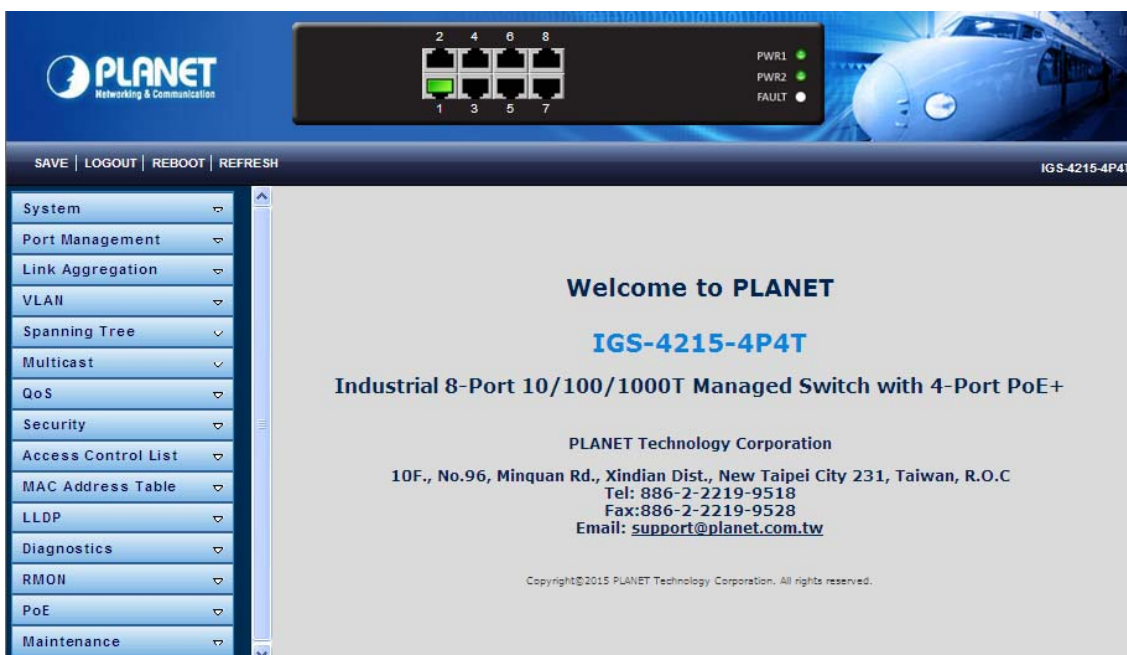 PLANET
Networking & Communication
2 4 6 8
1 3 5 7
PWR1
PWR2
FAULT
SAVE | LOGOUT | REBOOT | REFRESH
IGS-4215-4P4T
System
Port Management
Link Aggregation
VLAN
Spanning Tree
Multicast
QoS
Security
Access Control List
MAC Address Table
LLDP
Diagnostics
RMON
PoE
Maintenance
Welcome to PLANET
IGS-4215-4P4T
Industrial 8-Port 10/100/1000T Managed Switch with 4-Port PoE+
PLANET Technology Corporation
10F., No.96, Minquan Rd., Xindian Dist., New Taipei City 231, Taiwan, R.O.C
Tel: 886-2-2219-9518
Fax:886-2-2219-9528
Email: support@planet.com.tw
Copyright©2015 PLANET Technology Corporation. All rights reserved.